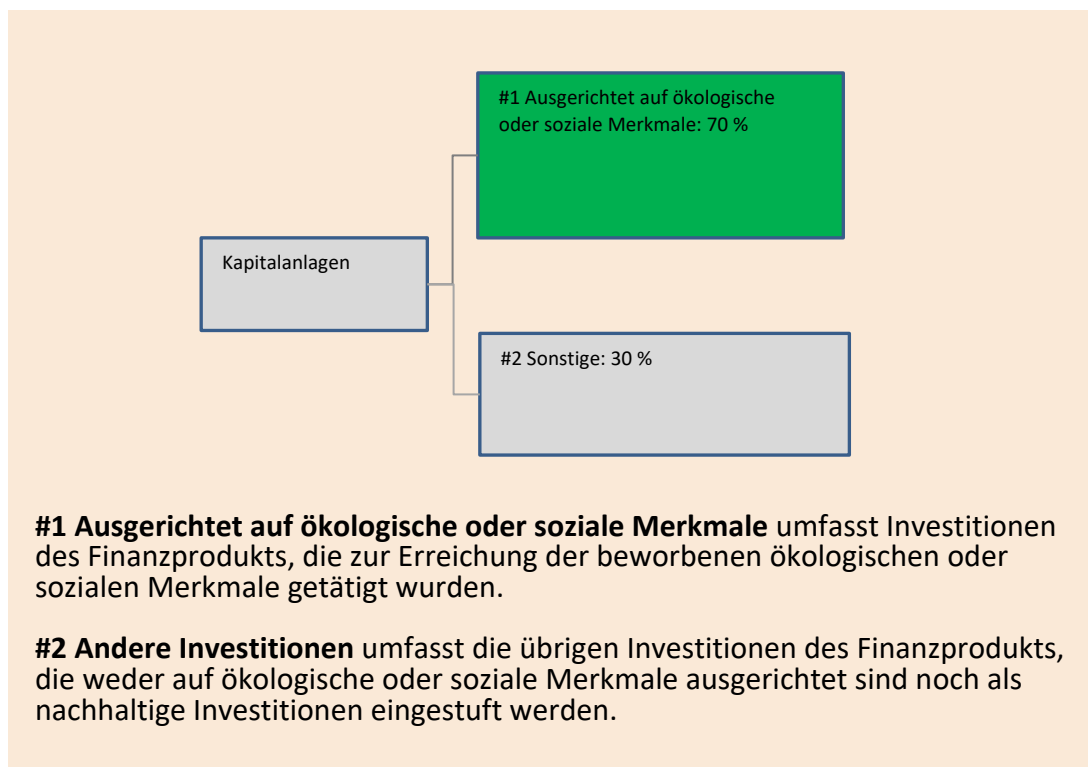 #1 Ausgerichtet auf ökologische
oder soziale Merkmale: 70 %
Kapitalanlagen
#2 Sonstige: 30 %
#1 Ausgerichtet auf ökologische oder soziale Merkmale umfasst Investitionen
des Finanzprodukts, die zur Erreichung der beworbenen ökologischen oder
sozialen Merkmale getätigt wurden.
#2 Andere Investitionen umfasst die übrigen Investitionen des Finanzprodukts,
die weder auf ökologische oder soziale Merkmale ausgerichtet sind noch als
nachhaltige Investitionen eingestuft werden.